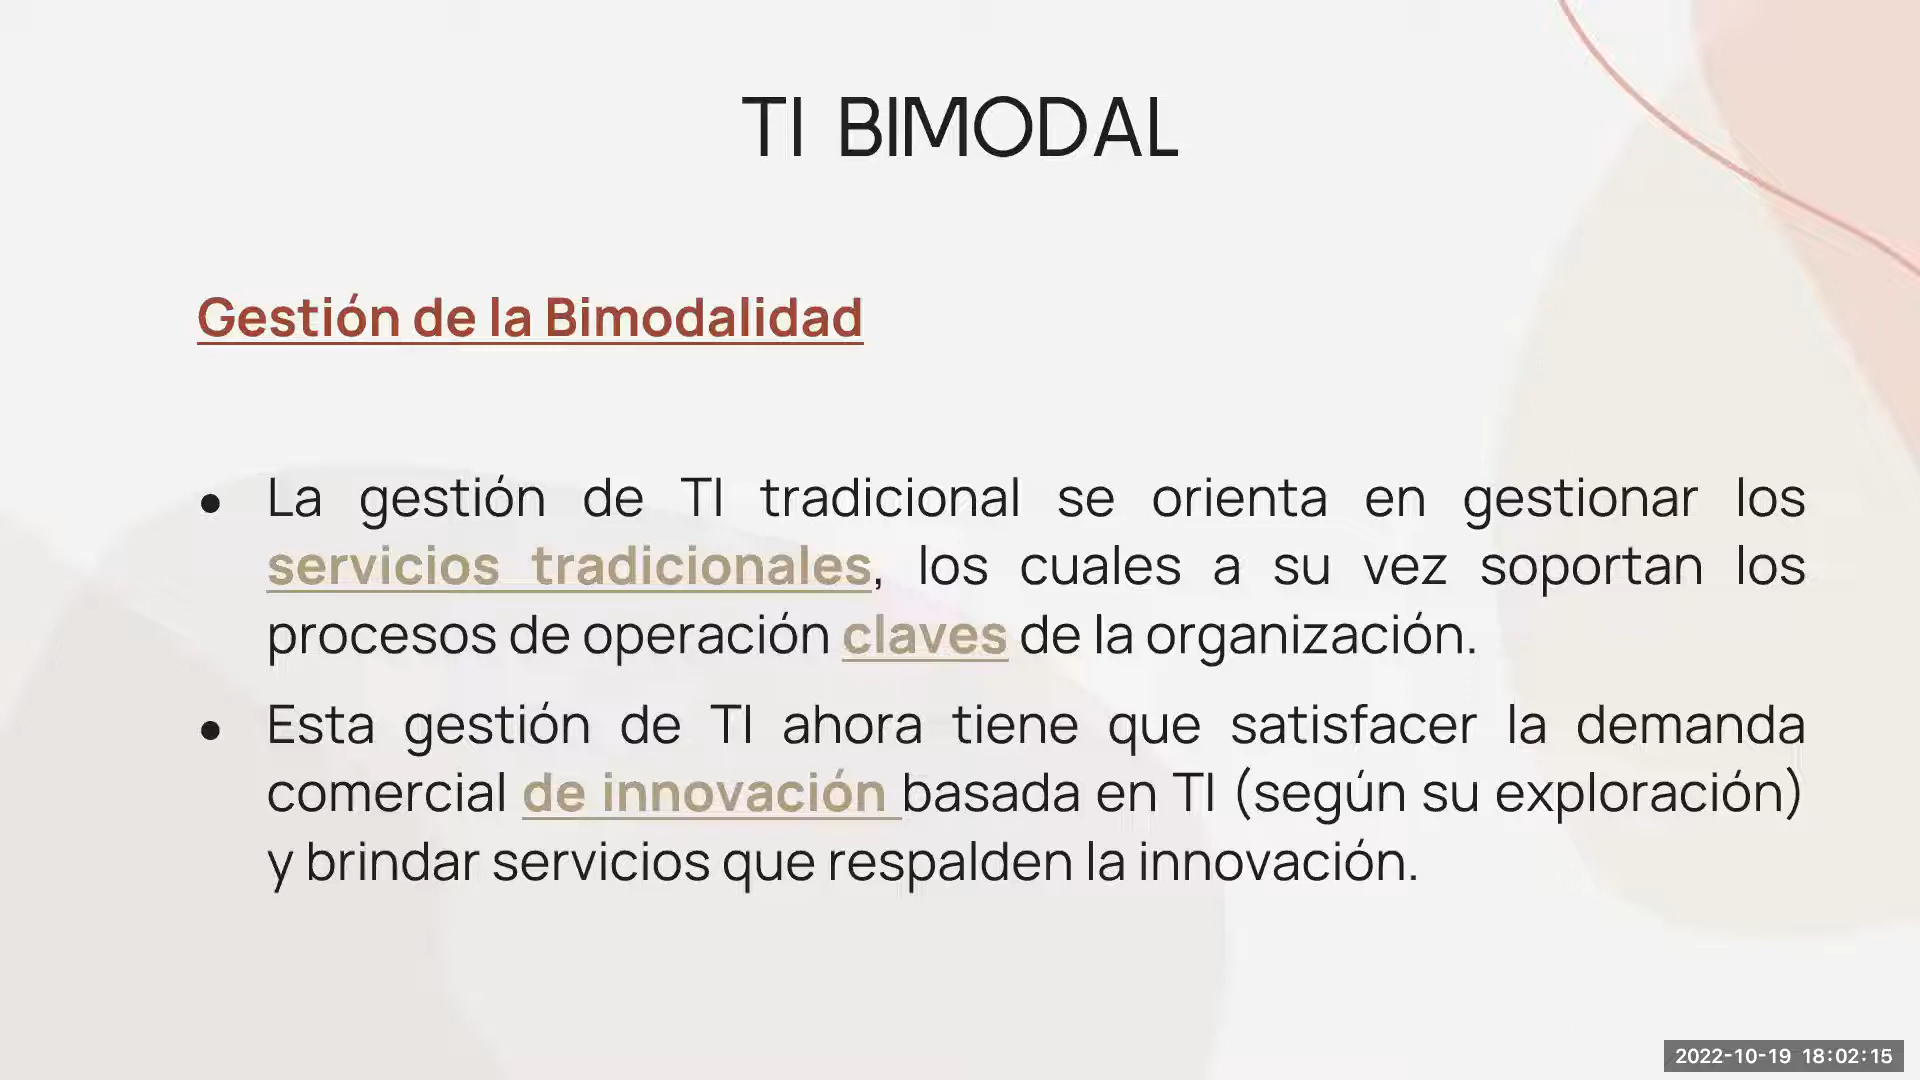 TI BIMODAL
Gestión de la Bimodalidad
● La gestión de TI tradicional se orienta en gestionar los
servicios tradicionales, los cuales a su vez soportan los
procesos de operación claves de la organización.
● Esta gestión de TI ahora tiene que satisfacer la demanda
comercial de innovación basada en TI (según su exploración)
y brindar servicios que respalden la innovación.
2022-10-19 18:02:15